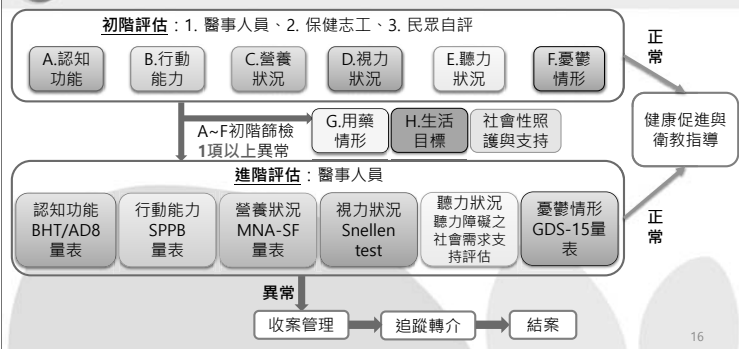 初階評估：1. 醫事人員、2. 保健志工、3. 民眾自評
A.認知
功能
B.行動
能力
C.營養
狀況
D.視力
狀況
E.聽力
狀況
F.憂鬱
情形
正
常
A~F初階篩檢
1項以上異常
G.用藥
情形
H.生活
目標
社會性照
護與支持
健康促進與
衛教指導
進階評估：醫事人員
認知功能
BHT/AD8
量表
行動能力
SPPB
量表
營養狀況
MNA-SF
量表
視力狀況
Snellen
test
聽力狀況
聽力障礙之
社會需求支
持評估
憂鬱情形
GDS-15量
表
正
常
異常
收案管理
追蹤轉介
結案
16